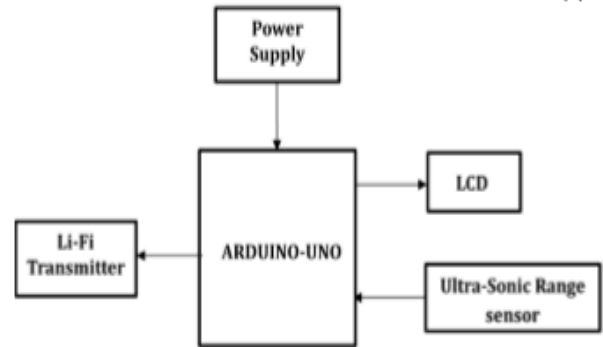 Power
Supply
LCD
Li-Fi
Transmitter
ARDUINO-UNO
Ultra-Sonic Range
sensor